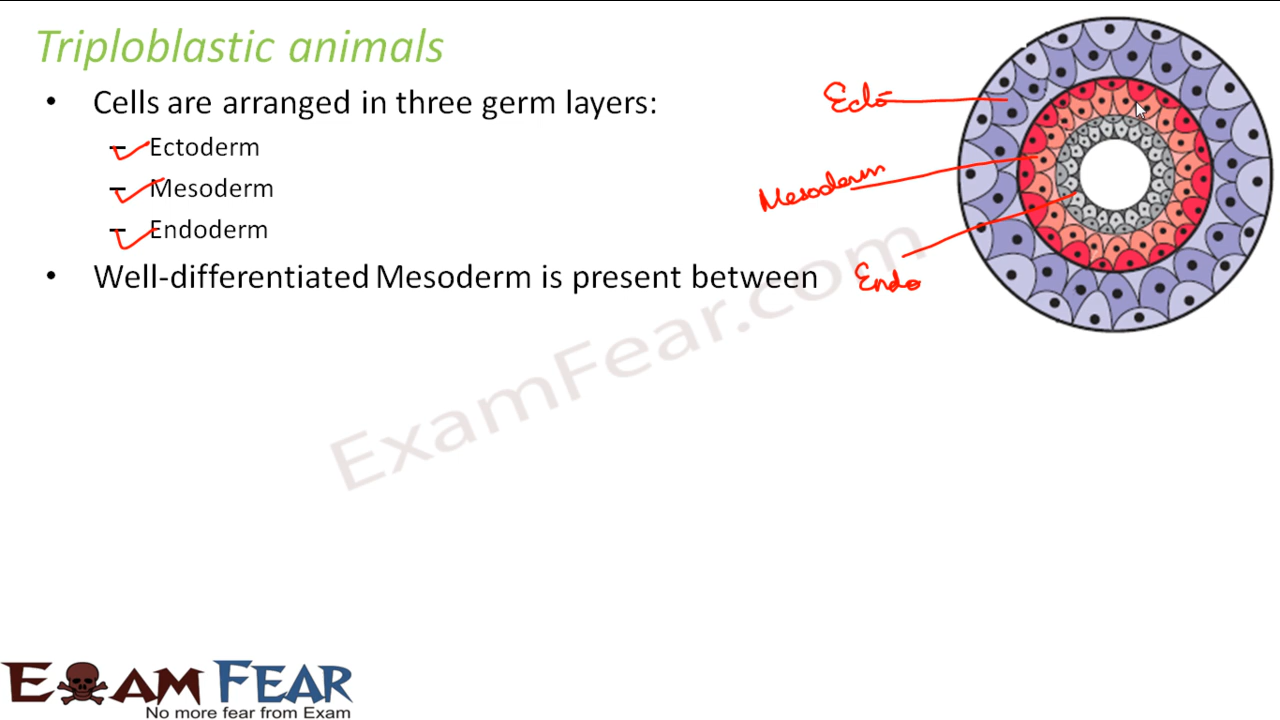 Triploblastic animals
• Cells are arranged in three germ layers:
– Ectoderm
– Mesoderm
– Endoderm
• Well-differentiated Mesoderm is present between
Ecto
Mesoderm
Endo
ExamFear.com
EXAM FEAR
No more fear from Exam